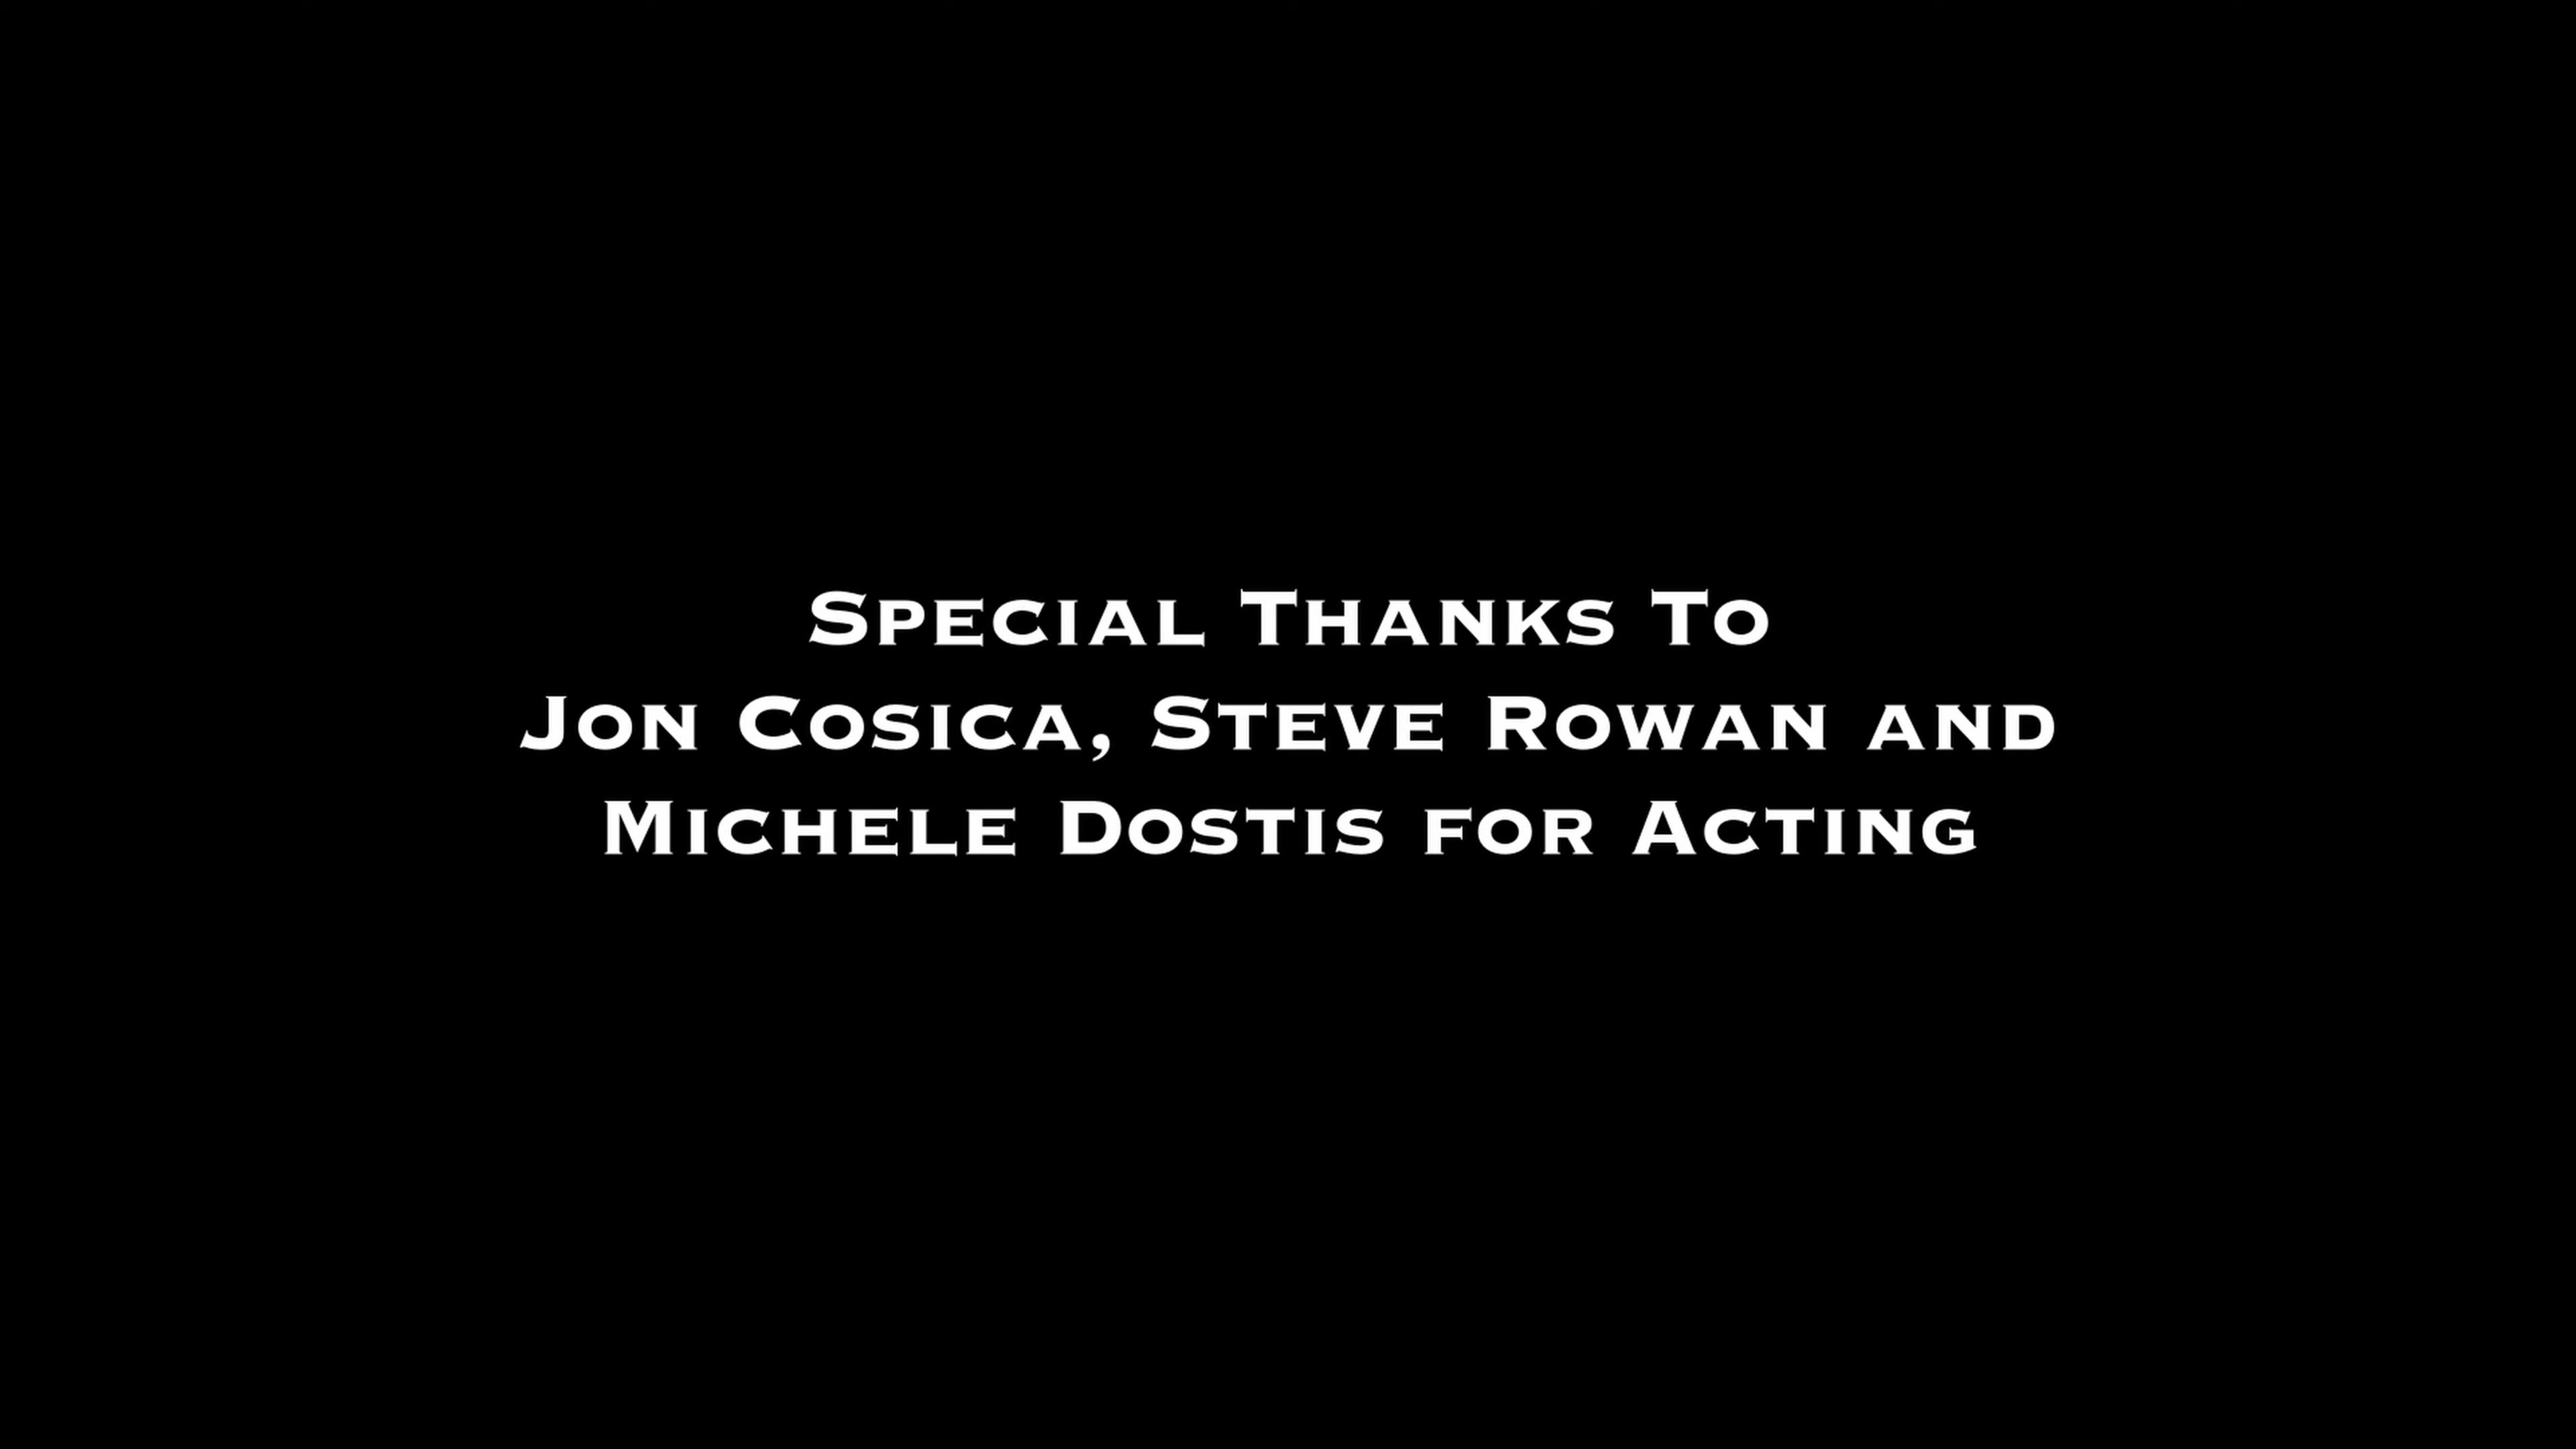 Special Thanks To
Jon Cosica, Steve Rowan and
Michele Dostis for Acting